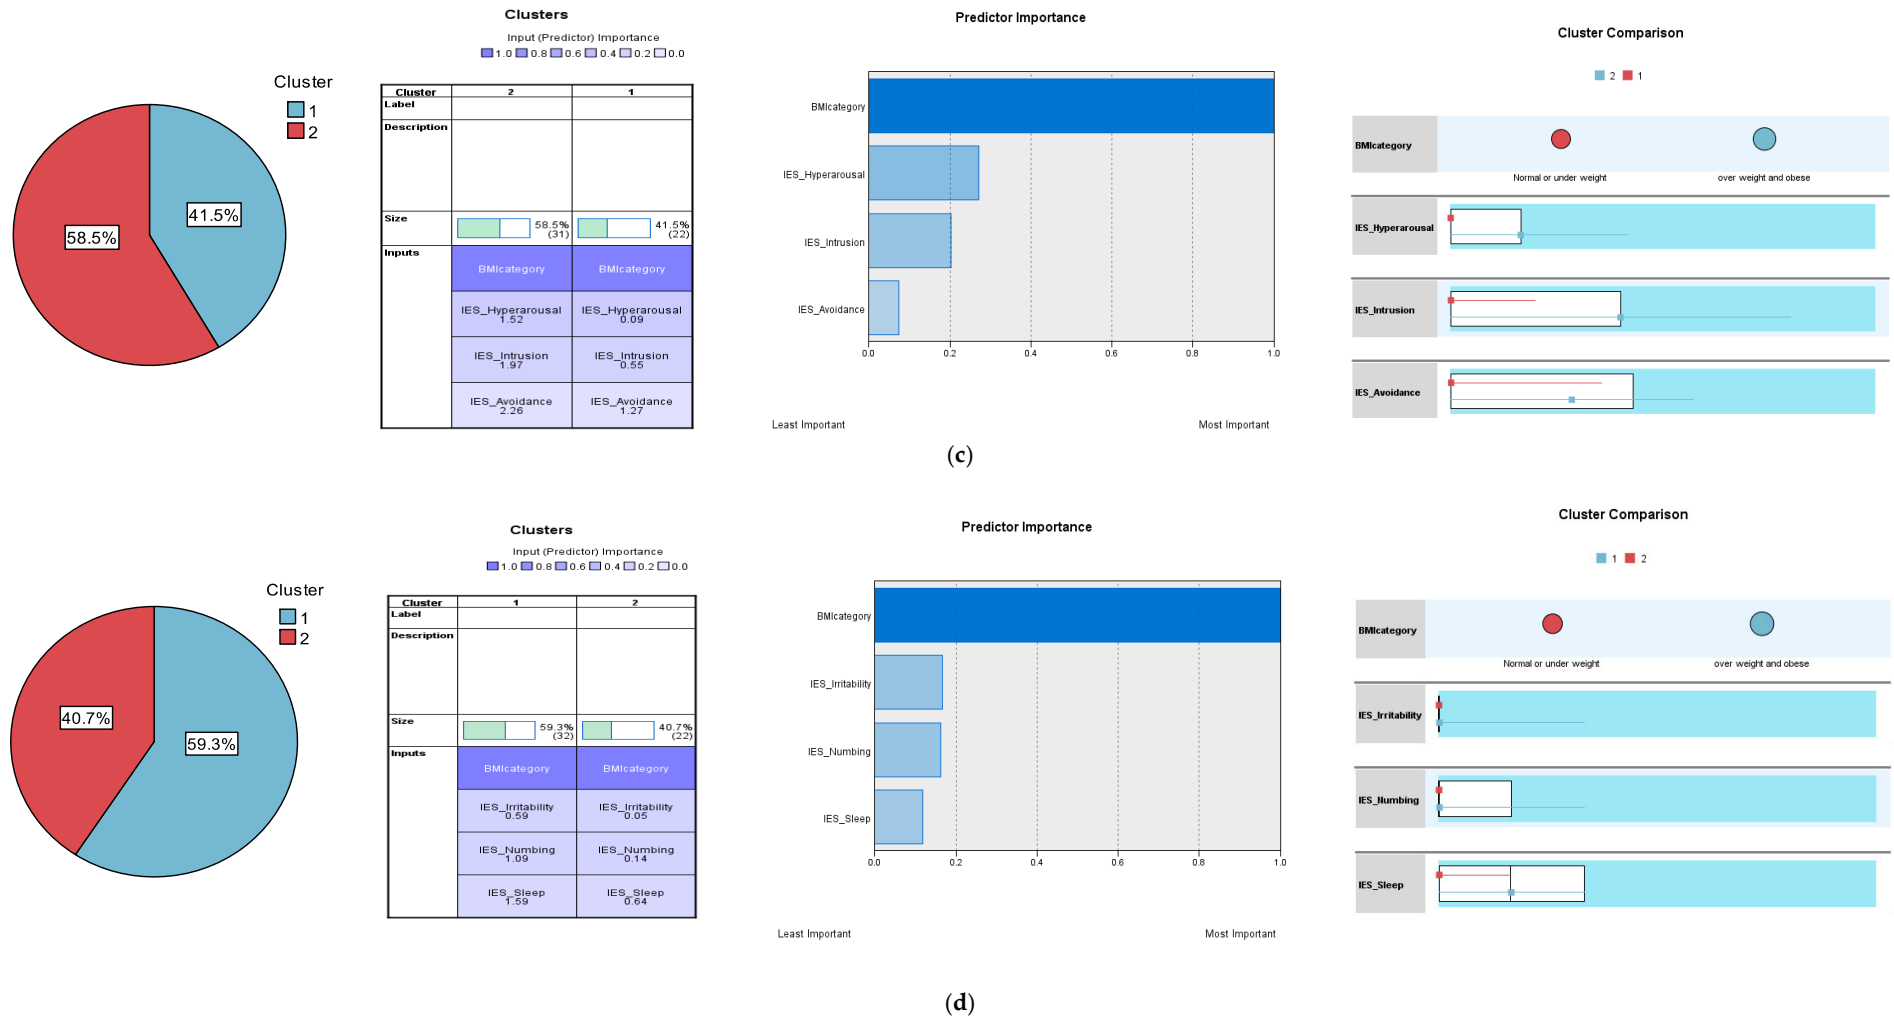 Cluster
1
2
41.5%
58.5%
Clusters
Input (Predictor) Importance
1.0 0.8 0.6 0.4 0.2 0.0
Cluster 2 1
Label
Description
Size 58.5% (31) 41.5% (22)
Inputs BMIcategory BMIcategory
IES_Hyperarousal 1.52 IES_Hyperarousal 0.09
IES_Intrusion 1.97 IES_Intrusion 0.55
IES_Avoidance 2.26 IES_Avoidance 1.27
Predictor Importance
BMIcategory
IES_Hyperarousal
IES_Intrusion
IES_Avoidance
0.0 0.2 0.4 0.6 0.8 1.0
Least Important Most Important
Cluster Comparison
2 1
BMIcategory
Normal or under weight over weight and obese
IES_Hyperarousal
IES_Intrusion
IES_Avoidance
(c)
Cluster
1
2
40.7%
59.3%
Clusters
Input (Predictor) Importance
1.0 0.8 0.6 0.4 0.2 0.0
Cluster 1 2
Label
Description
Size 59.3% (32) 40.7% (22)
Inputs BMIcategory BMIcategory
IES_Irritability 0.59 IES_Irritability 0.05
IES_Numbing 1.09 IES_Numbing 0.14
IES_Sleep 1.59 IES_Sleep 0.64
Predictor Importance
BMIcategory
IES_Irritability
IES_Numbing
IES_Sleep
0.0 0.2 0.4 0.6 0.8 1.0
Least Important Most Important
Cluster Comparison
1 2
BMIcategory
Normal or under weight over weight and obese
IES_Irritability
IES_Numbing
IES_Sleep
(d)